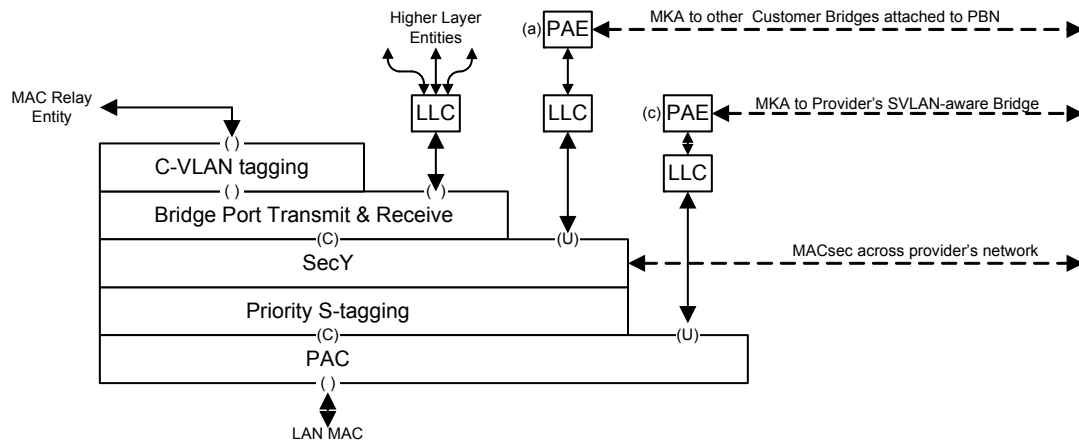 Higher Layer
Entities
(a) PAE
MKA to other Customer Bridges attached to PBN
MAC Relay
Entity
LLC
LLC
(c) PAE
MKA to Provider's SVLAN-aware Bridge
LLC
( )
C-VLAN tagging
( )
( )
Bridge Port Transmit & Receive
(C)
(U)
SecY
MACsec across provider's network
Priority S-tagging
(C)
(U)
PAC
( )
LAN MAC